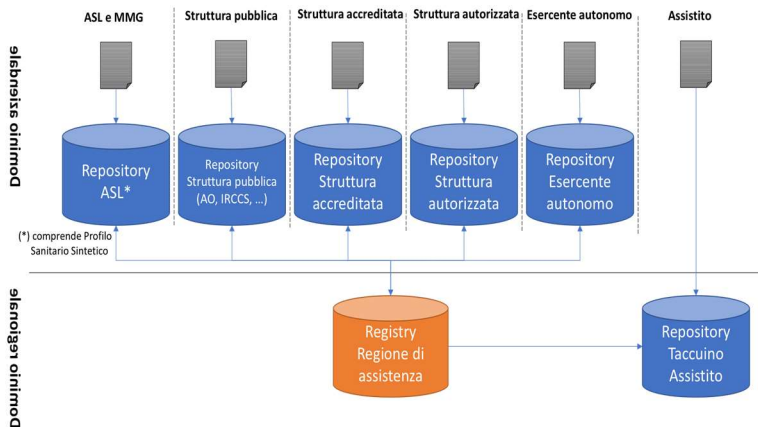 ASL e MMG
Struttura pubblica
Struttura accreditata
Struttura autorizzata
Esercente autonomo
Assistito
Dominio aziendale
Repository
ASL*
Repository
Struttura pubblica
(AO, IRCCS, ...)
Repository
Struttura
accreditata
Repository
Struttura
autorizzata
Repository
Esercente
autonomo
(*) comprende Profilo
Sanitario Sintetico
Dominio regionale
Registry
Regione di
assistenza
Repository
Taccuino
Assistito